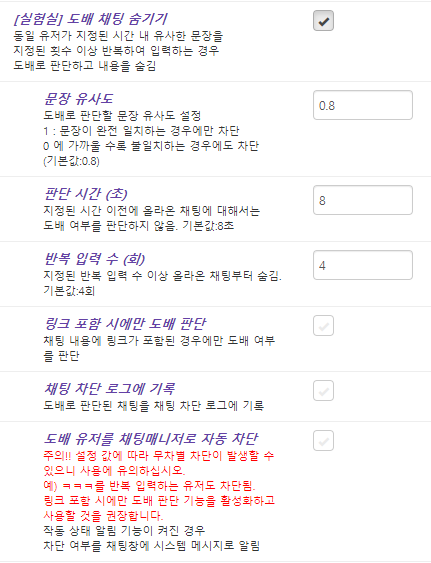 [실험실] 도배 채팅 숨기기
동일 유저가 지정된 시간 내 유사한 문장을
지정된 횟수 이상 반복하여 입력하는 경우
도배로 판단하고 내용을 숨김
문장 유사도
도배로 판단할 문장 유사도 설정
1 : 문장이 완전 일치하는 경우에만 차단
0 에 가까울 수록 불일치하는 경우에도 차단
(기본값:0.8)
0.8
판단 시간 (초)
지정된 시간 이전에 올라온 채팅에 대해서는
도배 여부를 판단하지 않음. 기본값:8초
8
반복 입력 수 (회)
지정된 반복 입력 수 이상 올라온 채팅부터 숨김.
기본값:4회
4
링크 포함 시에만 도배 판단
채팅 내용에 링크가 포함된 경우에만 도배 여부
를 판단
채팅 차단 로그에 기록
도배로 판단된 채팅을 채팅 차단 로그에 기록
도배 유저를 채팅매니저로 자동 차단
주의!! 설정 값에 따라 무차별 차단이 발생할 수
있으니 사용에 유의하십시오.
예) ㅋㅋㅋ를 반복 입력하는 유저도 차단됨.
링크 포함 시에만 도배 판단 기능을 활성화하고
사용할 것을 권장합니다.
작동 상태 알림 기능이 켜진 경우
차단 여부를 채팅창에 시스템 메시지로 알림